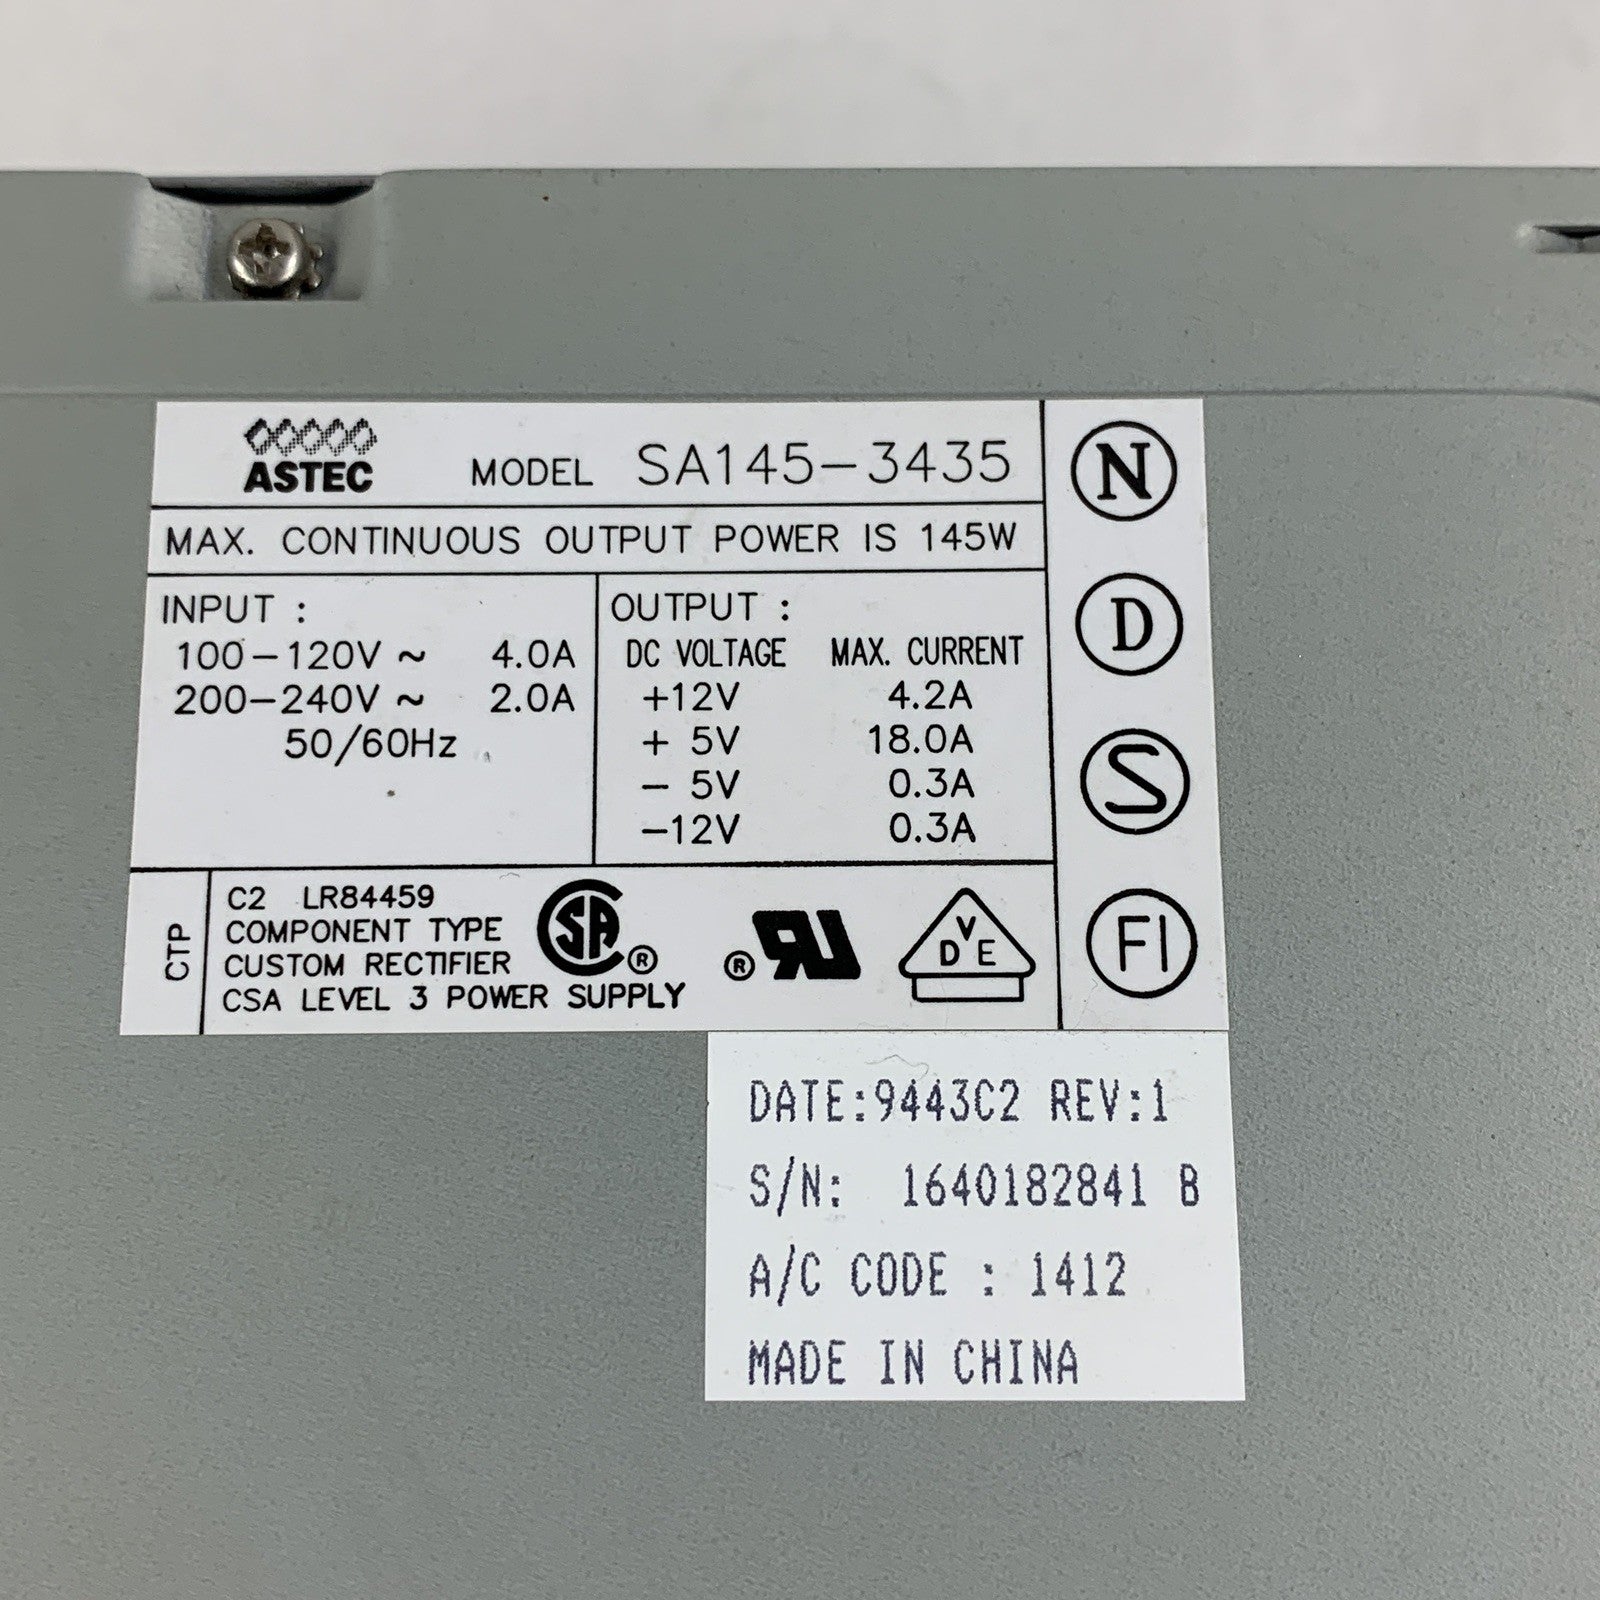 ASTEC MODEL SA145-3435
MAX. CONTINUOUS OUTPUT POWER IS 145W
INPUT :
100-120V ~ 4.0A
200-240V ~ 2.0A
50/60Hz
OUTPUT :
DC VOLTAGE MAX. CURRENT
+12V 4.2A
+ 5V 18.0A
- 5V 0.3A
-12V 0.3A
CTP
C2 LR84459
COMPONENT TYPE
CUSTOM RECTIFIER
CSA LEVEL 3 POWER SUPPLY
SA ®
® RU
VDE
N
D
S
FI
DATE:9443C2 REV:1
S/N: 1640182841 B
A/C CODE : 1412
MADE IN CHINA